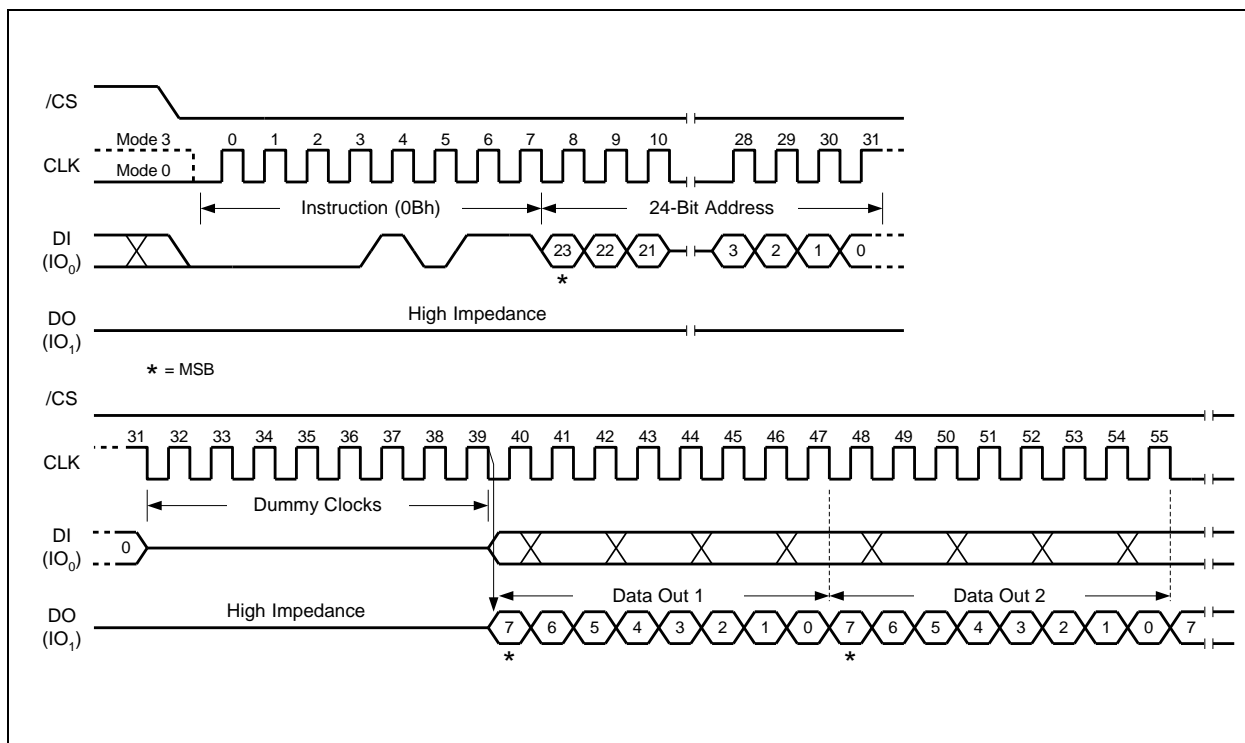 /CS
Mode 3 0 1 2 3 4 5 6 7 8 9 10 28 29 30 31
CLK
Mode 0
Instruction (0Bh) 24-Bit Address
DI
(IO0)
23 22 21 3 2 1 0
*
High Impedance
DO
(IO1)
* = MSB
/CS
31 32 33 34 35 36 37 38 39 40 41 42 43 44 45 46 47 48 49 50 51 52 53 54 55
CLK
Dummy Clocks
DI
(IO0)
0
Data Out 1 Data Out 2
High Impedance
DO
(IO1)
7 6 5 4 3 2 1 0 7 6 5 4 3 2 1 0 7
* *